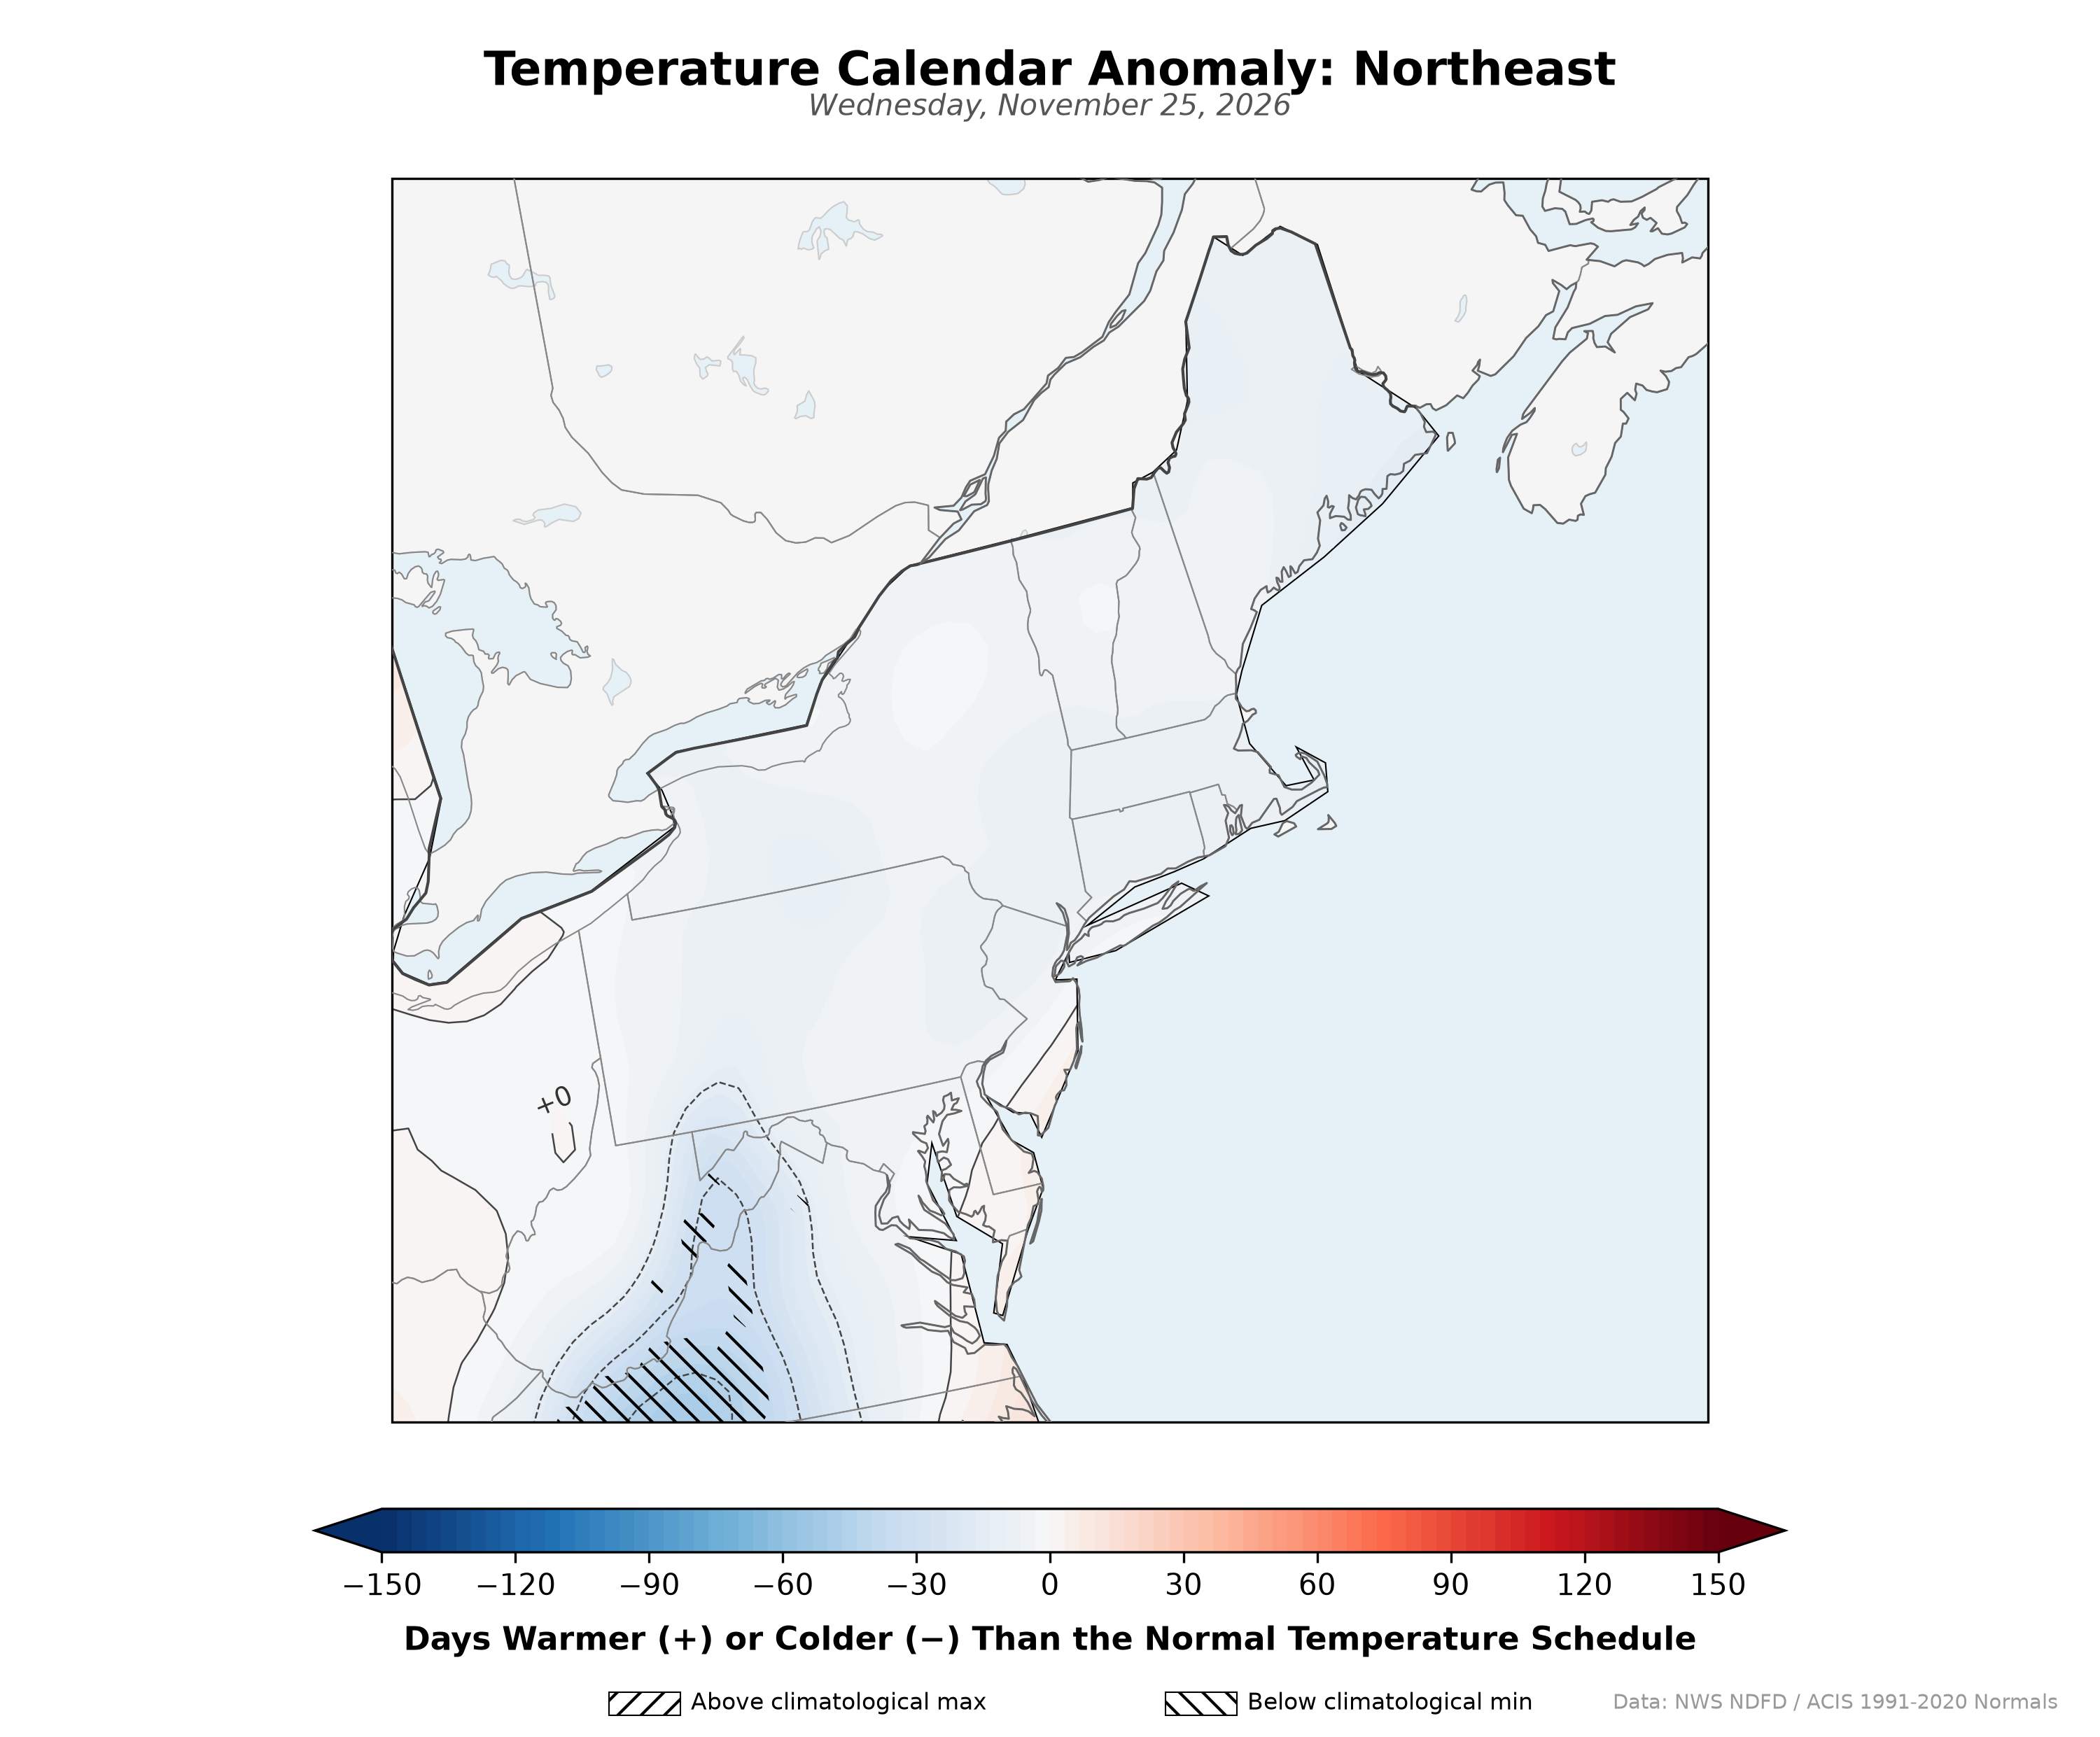 Temperature Calendar Anomaly: Northeast
Wednesday, November 25, 2026
+0
−150 −120 −90 −60 −30 0 30 60 90 120 150
Days Warmer (+) or Colder (−) Than the Normal Temperature Schedule
Above climatological max Below climatological min Data: NWS NDFD / ACIS 1991-2020 Normals